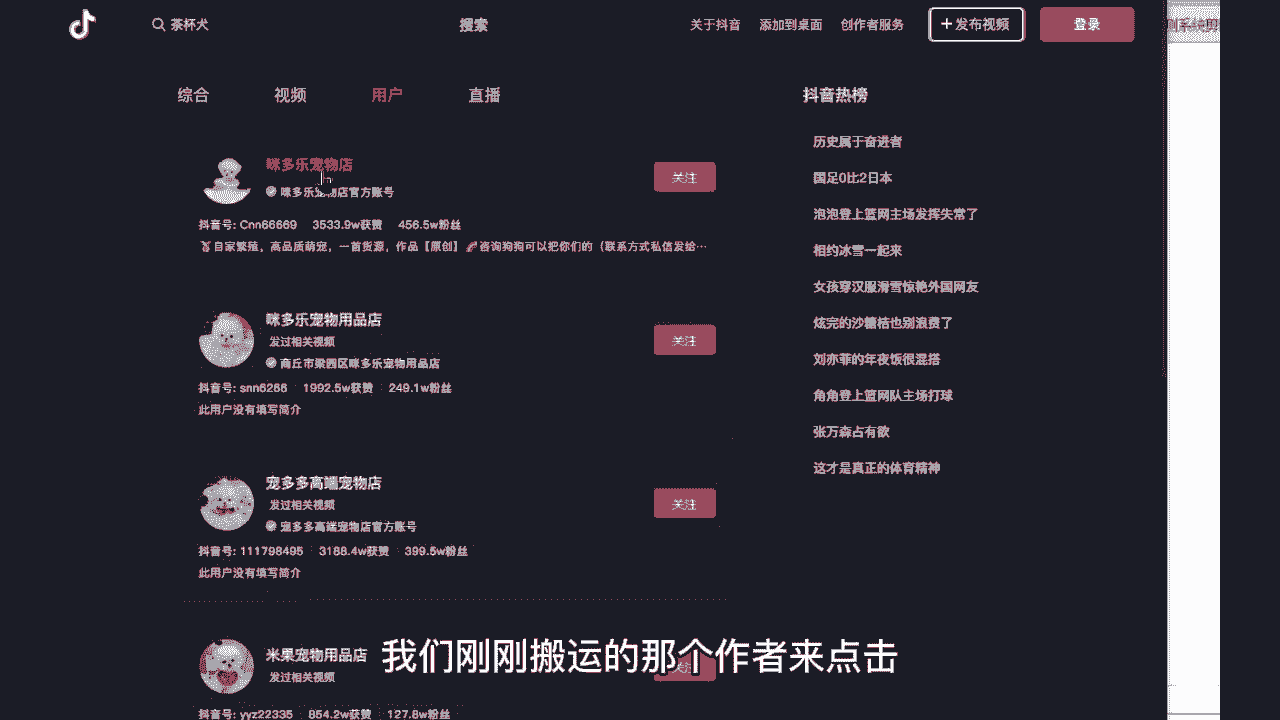 茶杯犬
搜索
关于抖音 添加到桌面 创作者服务 +发布视频 登录
综合 视频 用户 直播
咪多乐宠物店
关注
咪多乐宠物店官方账号
抖音号: Cnn66669 3533.9w获赞 456.5w粉丝
自家繁殖，高品质萌宠，一首货源，作品【原创】咨询狗狗可以把你们的（联系方式私信发给…
咪多乐宠物用品店
发过相关视频
关注
商丘市梁园区咪多乐宠物用品店
抖音号: smn6266 1992.5w获赞 249.1w粉丝
此用户没有填写简介
宠多多高端宠物店
发过相关视频
关注
宠多多高端宠物店官方账号
抖音号: 111798495 3188.4w获赞 399.5w粉丝
此用户没有填写简介
米果宠物用品店
发过相关视频
抖音号: yyz22335 854.2w获赞 127.8w粉丝
抖音热榜
历史属于奋进者
国足0比2日本
泡泡登上篮网主场发挥失常了
相约冰雪一起来
女孩穿汉服滑雪惊艳外国网友
炫完的沙糖桔也别浪费了
刘亦菲的年夜饭很混搭
角角登上篮网队主场打球
张万森占有欲
这才是真正的体育精神
我们刚刚搬运的那个作者来点击